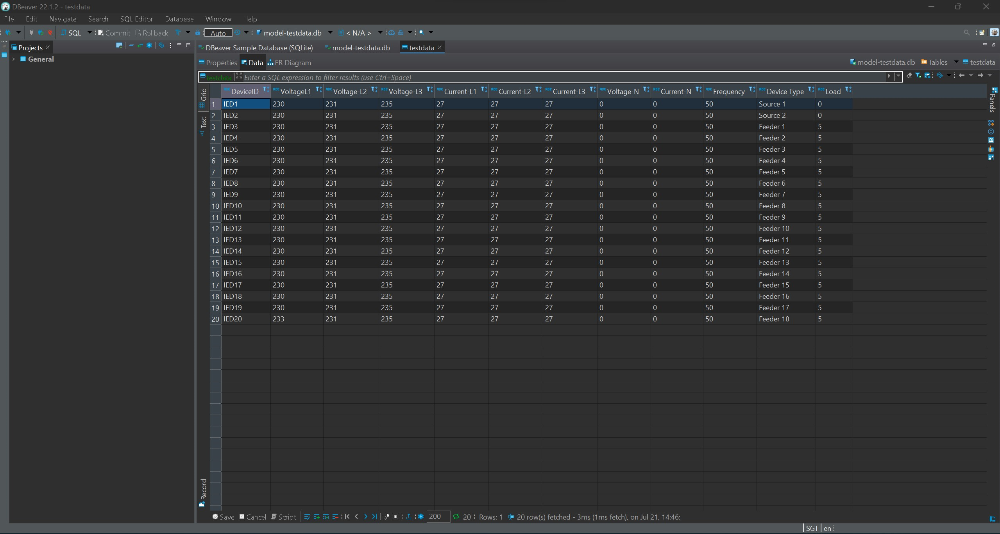 DBeaver 22.1.2 - testdata
File Edit Navigate Search SQL Editor Database Window Help
SQL Commit Rollback Auto model-testdata.db < N/A >
Projects DBeaver Sample Database (SQLite) model-testdata.db testdata
General
Properties Data ER Diagram model-testdata.db Tables testdata
testdata Enter a SQL expression to filter results (use Ctrl+Space)
Grid
Text
Record
Panels
ABC DeviceID ABC VoltageL1 ABC Voltage-L2 ABC Voltage-L3 ABC Current-L1 ABC Current-L2 ABC Current-L3 ABC Voltage-N ABC Current-N ABC Frequency ABC Device Type ABC Load
1 IED1 230 231 235 27 27 27 0 0 50 Source 1 0
2 IED2 230 231 235 27 27 27 0 0 50 Source 2 0
3 IED3 230 231 235 27 27 27 0 0 50 Feeder 1 5
4 IED4 230 231 235 27 27 27 0 0 50 Feeder 2 5
5 IED5 230 231 235 27 27 27 0 0 50 Feeder 3 5
6 IED6 230 231 235 27 27 27 0 0 50 Feeder 4 5
7 IED7 230 231 235 27 27 27 0 0 50 Feeder 5 5
8 IED8 230 231 235 27 27 27 0 0 50 Feeder 6 5
9 IED9 230 231 235 27 27 27 0 0 50 Feeder 7 5
10 IED10 230 231 235 27 27 27 0 0 50 Feeder 8 5
11 IED11 230 231 235 27 27 27 0 0 50 Feeder 9 5
12 IED12 230 231 235 27 27 27 0 0 50 Feeder 10 5
13 IED13 230 231 235 27 27 27 0 0 50 Feeder 11 5
14 IED14 230 231 235 27 27 27 0 0 50 Feeder 12 5
15 IED15 230 231 235 27 27 27 0 0 50 Feeder 13 5
16 IED16 230 231 235 27 27 27 0 0 50 Feeder 14 5
17 IED17 230 231 235 27 27 27 0 0 50 Feeder 15 5
18 IED18 230 231 235 27 27 27 0 0 50 Feeder 16 5
19 IED19 230 231 235 27 27 27 0 0 50 Feeder 17 5
20 IED20 233 231 235 27 27 27 0 0 50 Feeder 18 5
Save Cancel Script 200 20 Rows: 1 20 row(s) fetched - 3ms (1ms fetch), on Jul 21, 14:46:
SGT en